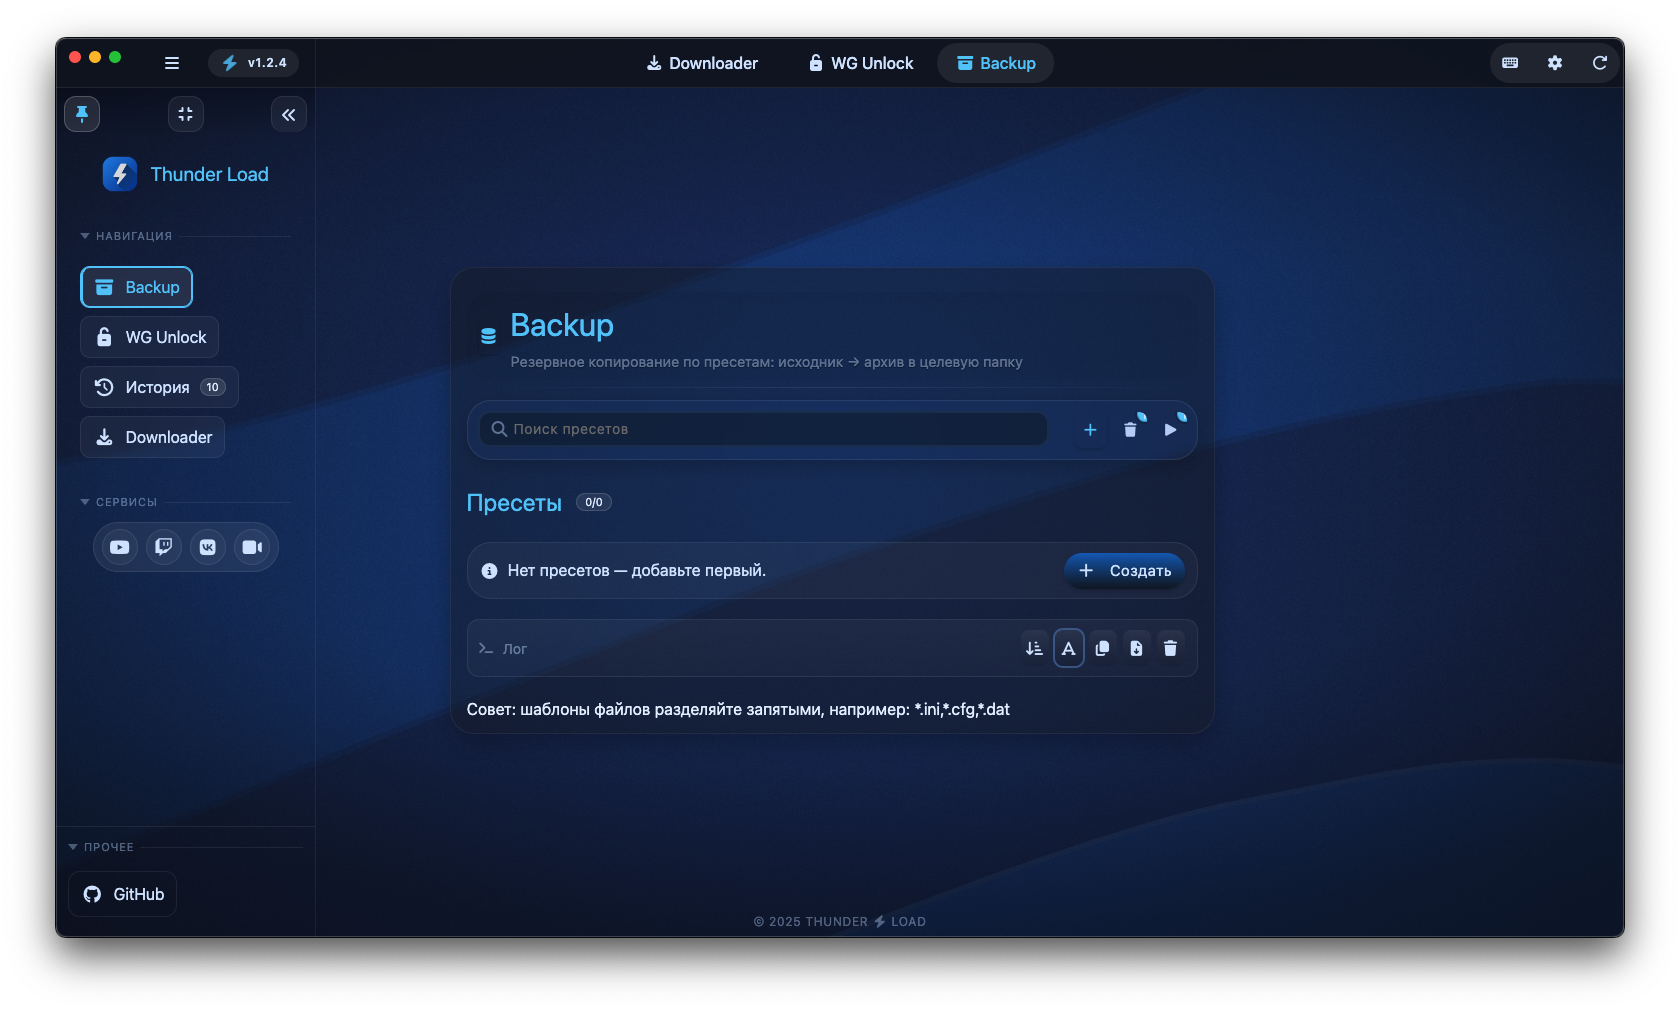 v1.2.4
Downloader
WG Unlock
Backup
Thunder Load
НАВИГАЦИЯ
Backup
WG Unlock
История 10
Downloader
СЕРВИСЫ
ПРОЧЕЕ
GitHub
Backup
Резервное копирование по пресетам: исходник → архив в целевую папку
Поиск пресетов
Пресеты 0/0
Нет пресетов — добавьте первый.
Создать
Лог
Совет: шаблоны файлов разделяйте запятыми, например: *.ini,*.cfg,*.dat
© 2025 THUNDER LOAD